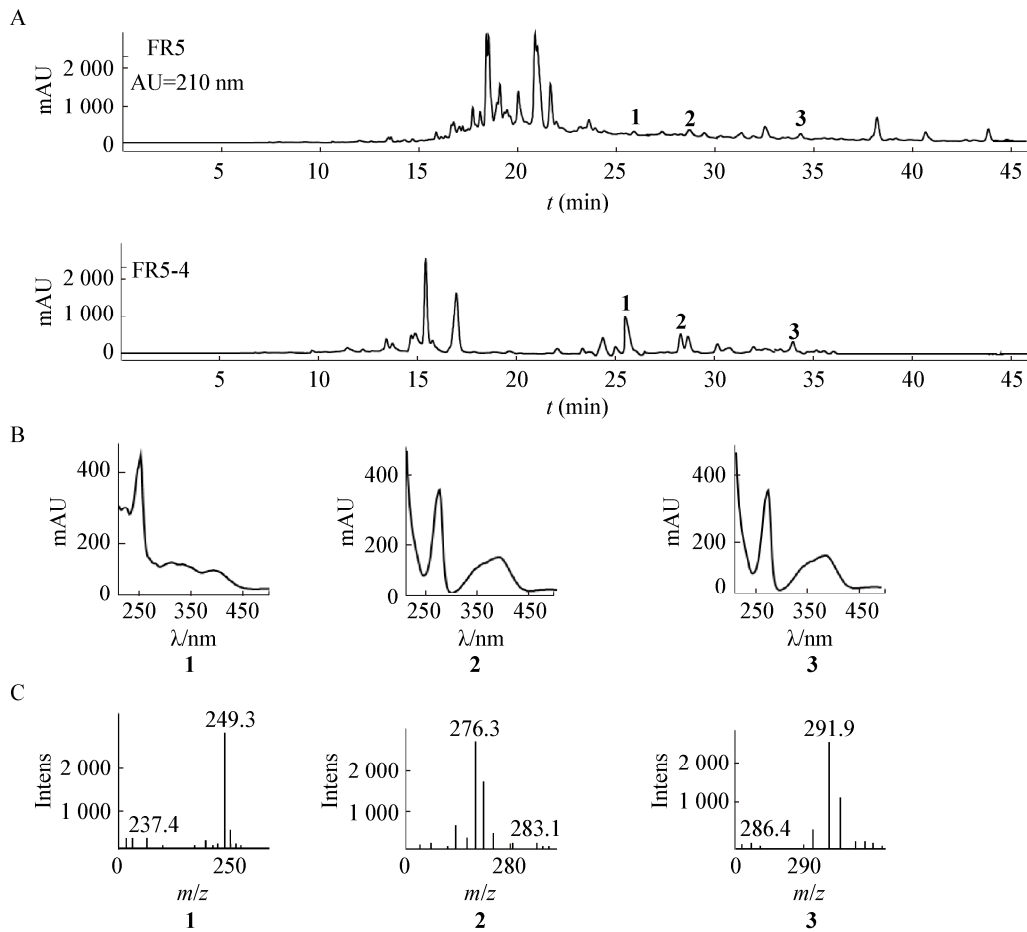 A
FR5
AU=210 nm
mAU
2 000
1 000
0
1
2
3
5 10 15 20 25 30 35 40 45
t (min)
FR5-4
mAU
2 000
1 000
0
1
2
3
5 10 15 20 25 30 35 40 45
t (min)
B
mAU
400
200
0
250 350 450
λ/nm
1
mAU
400
200
0
250 350 450
λ/nm
2
mAU
400
200
0
250 350 450
λ/nm
3
C
Intens
2 000
1 000
249.3
237.4
0 250
m/z
1
Intens
2 000
1 000
276.3
283.1
0 280
m/z
2
Intens
2 000
1 000
291.9
286.4
0 290
m/z
3